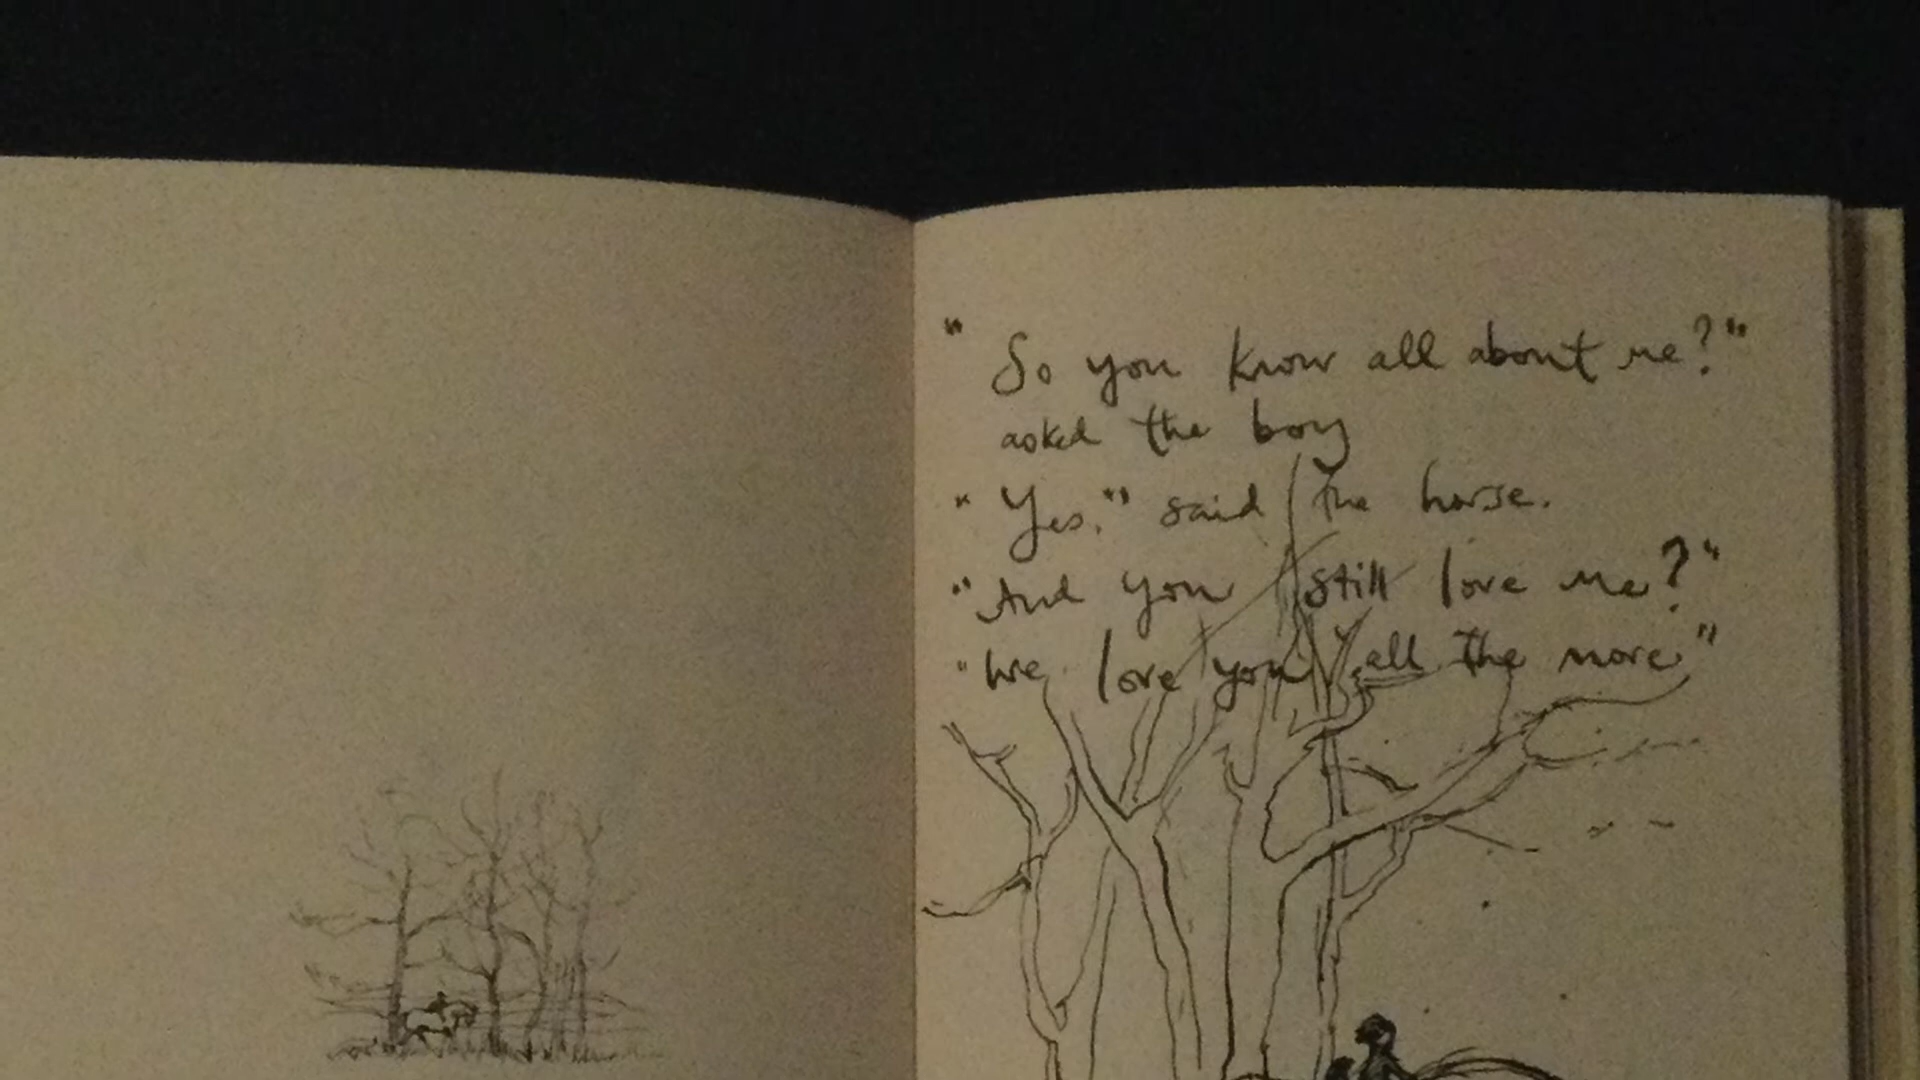 " So you know all about me?"
asked the boy
"Yes." said the horse.
"And you still love me?"
"We love you all the more"